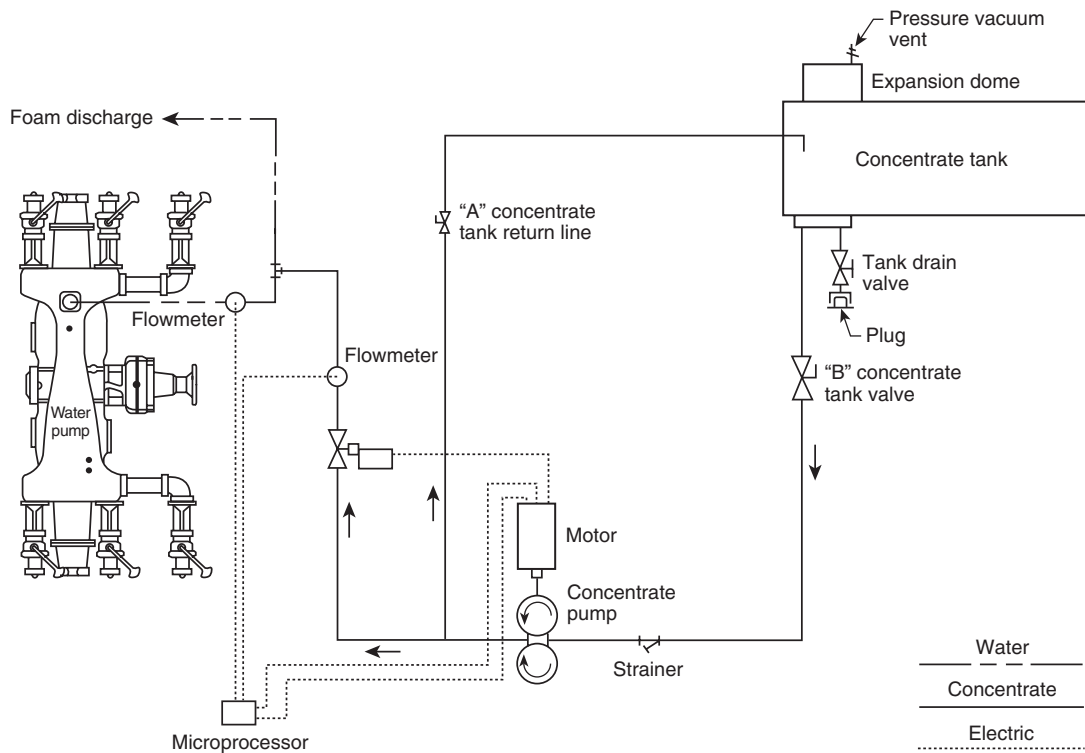 Pressure vacuum
vent
Expansion dome
Foam discharge
Concentrate tank
“A” concentrate
tank return line
Tank drain
valve
Flowmeter
Plug
Flowmeter
“B” concentrate
tank valve
Water
pump
Motor
Concentrate
pump
Strainer
Microprocessor
Water
Concentrate
Electric